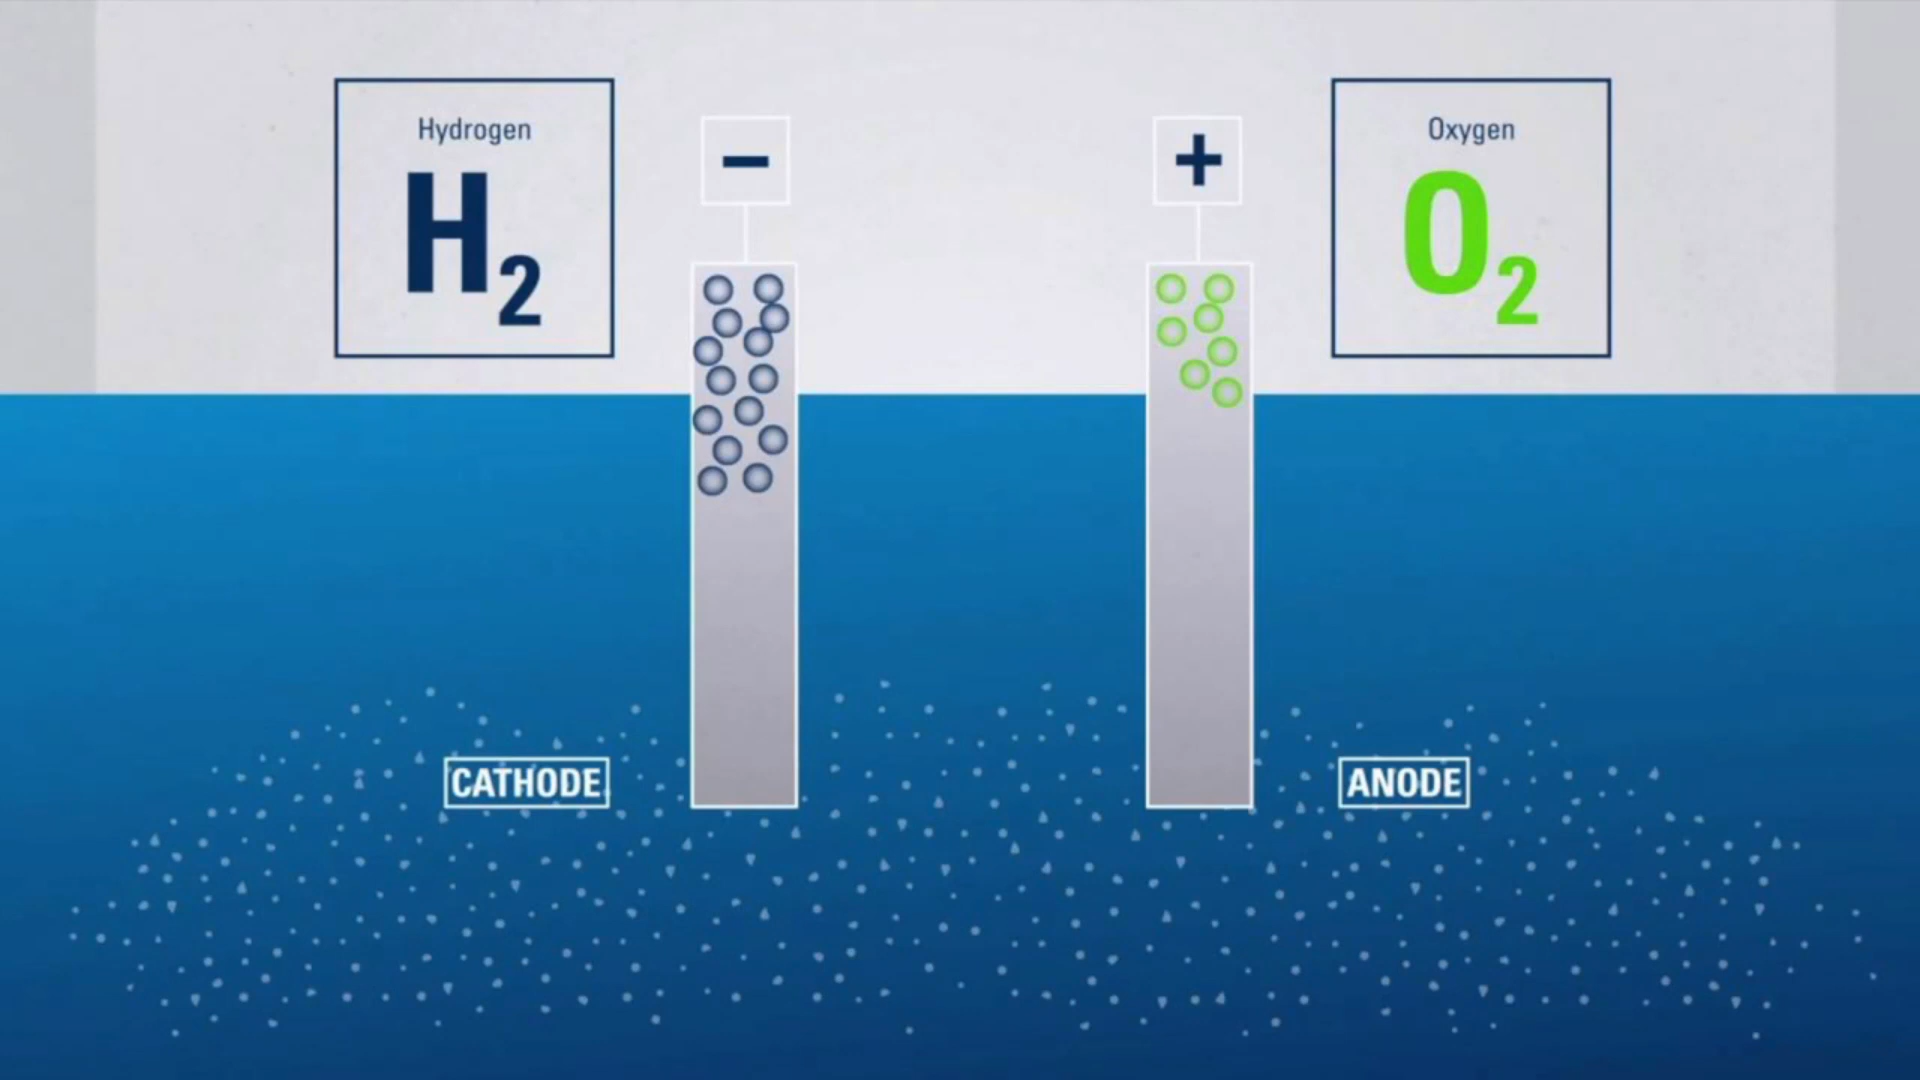 Hydrogen
H2
−
+
Oxygen
O2
CATHODE
ANODE